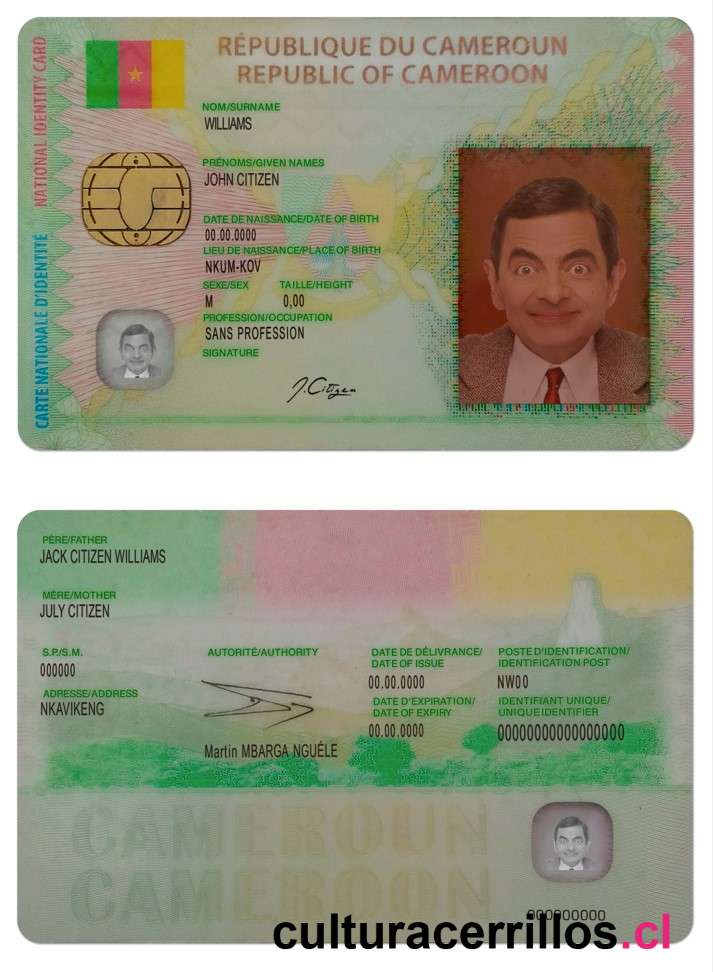 NATIONAL IDENTITY CARD
CARTE NATIONALE D'IDENTITÉ
RÉPUBLIQUE DU CAMEROUN
REPUBLIC OF CAMEROON
NOM/SURNAME
WILLIAMS
PRÉNOMS/GIVEN NAMES
JOHN CITIZEN
DATE DE NAISSANCE/DATE OF BIRTH
00.00.0000
LIEU DE NAISSANCE/PLACE OF BIRTH
NKUM-KOV
SEXE/SEX TAILLE/HEIGHT
M 0,00
PROFESSION/OCCUPATION
SANS PROFESSION
SIGNATURE
J.Citizen
PÈRE/FATHER
JACK CITIZEN WILLIAMS
MÈRE/MOTHER
JULY CITIZEN
S.P./S.M.
000000
ADRESSE/ADDRESS
NKAVIKENG
AUTORITÉ/AUTHORITY
Martin MBARGA NGUÉLE
DATE DE DÉLIVRANCE/
DATE OF ISSUE
00.00.0000
DATE D'EXPIRATION/
DATE OF EXPIRY
00.00.0000
POSTE D'IDENTIFICATION/
IDENTIFICATION POST
NW00
IDENTIFIANT UNIQUE/
UNIQUE IDENTIFIER
00000000000000000
CAMEROUN
CAMEROON
000000000
culturacerrillos.cl